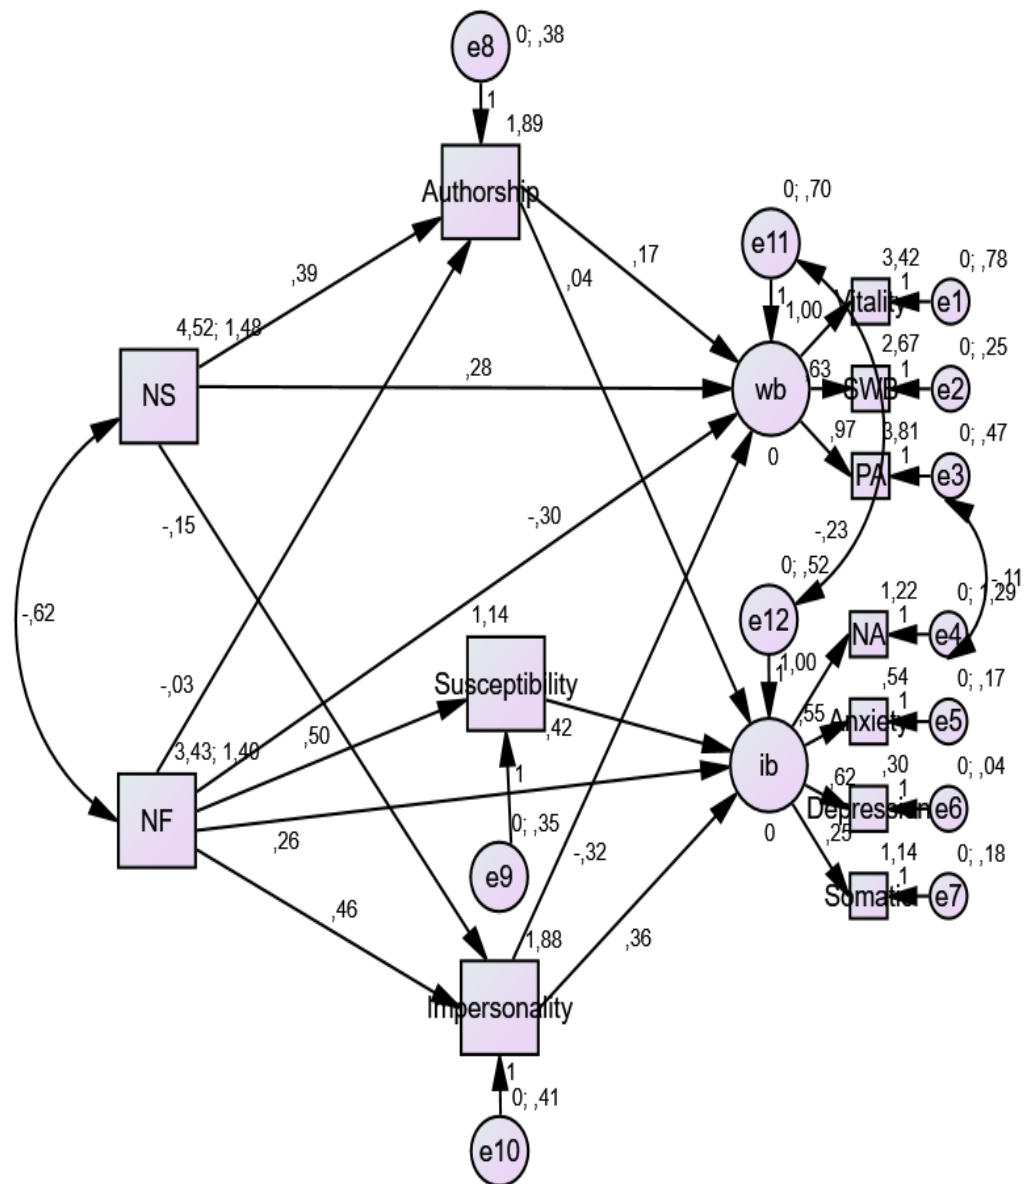 e8
0; ,38
1
1,89
Authorship
0; ,70
e11
,39
,17
,04
3,42
0; ,78
1
1
1,00
Vitality
e1
4,52; 1,48
NS
,28
wb
0
2,67
0; ,25
,63
SWB
1
e2
,97
3,81
0; ,47
PA
1
e3
-,15
-,30
-,23
0; ,52
e12
-,11
-,62
1,14
Susceptibility
1,22
0; 1,29
1
1,00
NA
1
e4
-,03
,50
,42
,54
0; ,17
,55
Anxiety
1
e5
3,43; 1,40
NF
ib
0
,30
0; ,04
,62
Depression
1
e6
,26
1
0; ,35
e9
-,32
,25
1,14
0; ,18
Somatic
1
e7
,46
,36
1,88
Impersonality
1
0; ,41
e10